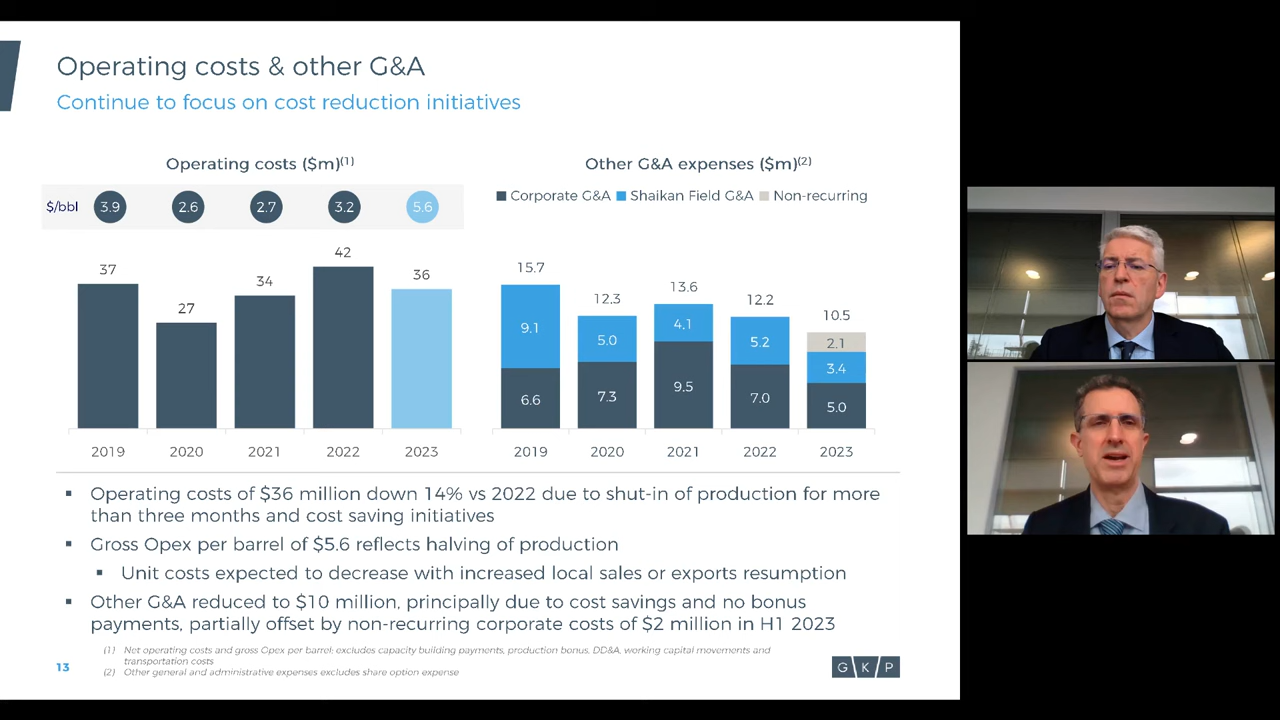 Operating costs & other G&A
Continue to focus on cost reduction initiatives
Operating costs ($m)(1)
$/bbl 3.9 2.6 2.7 3.2 5.6
37 27 34 42 36
2019 2020 2021 2022 2023
Other G&A expenses ($m)(2)
Corporate G&A Shaikan Field G&A Non-recurring
15.7 12.3 13.6 12.2 10.5
2.1
9.1 5.0 4.1 5.2 3.4
6.6 7.3 9.5 7.0 5.0
2019 2020 2021 2022 2023
▪ Operating costs of $36 million down 14% vs 2022 due to shut-in of production for more
than three months and cost saving initiatives
▪ Gross Opex per barrel of $5.6 reflects halving of production
▪ Unit costs expected to decrease with increased local sales or exports resumption
▪ Other G&A reduced to $10 million, principally due to cost savings and no bonus
payments, partially offset by non-recurring corporate costs of $2 million in H1 2023
(1) Net operating costs and gross Opex per barrel: excludes capacity building payments, production bonus, DD&A, working capital movements and
transportation costs
(2) Other general and administrative expenses excludes share option expense
13
G K P